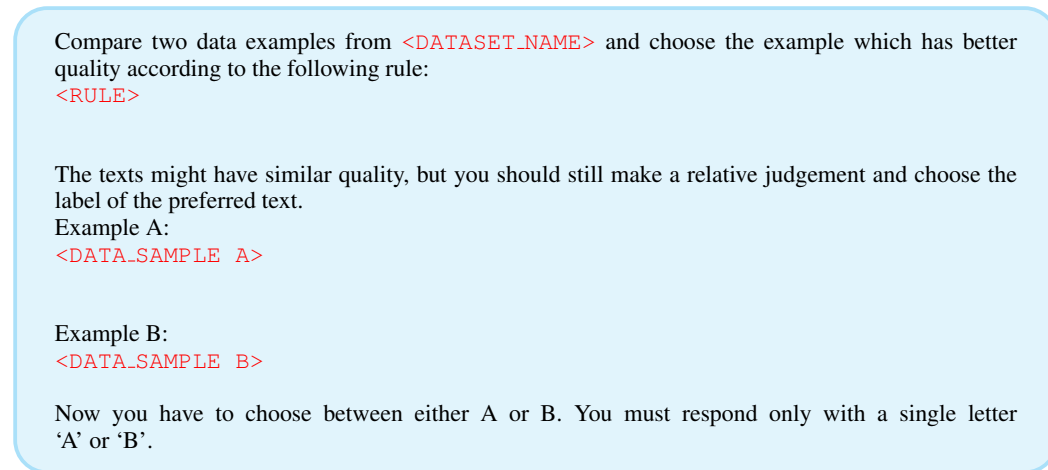 Compare two data examples from <DATASET_NAME> and choose the example which has better
quality according to the following rule:
<RULE>
The texts might have similar quality, but you should still make a relative judgement and choose the
label of the preferred text.
Example A:
<DATA_SAMPLE A>
Example B:
<DATA_SAMPLE B>
Now you have to choose between either A or B. You must respond only with a single letter
‘A’ or ‘B’.